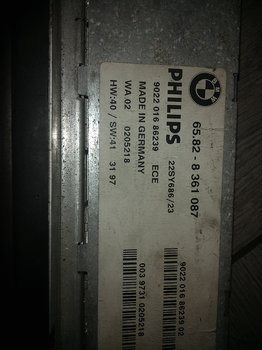 BMW
65.82 - 8 361 087
PHILIPS
22SY686/23
9022 016 86239 ECE
MADE IN GERMANY
WA 02 0205218
HW:40 / SW:41 31 97
9022 016 86239 02
003 9731 0205218